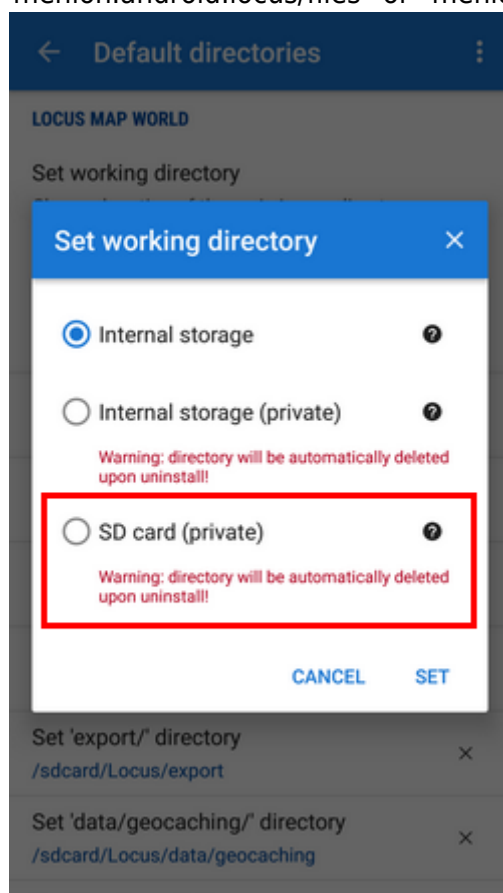 Default directories
LOCUS MAP WORLD
Set working directory
Set working directory
Internal storage
Internal storage (private)
Warning: directory will be automatically deleted
upon uninstall!
SD card (private)
Warning: directory will be automatically deleted
upon uninstall!
CANCEL SET
Set 'export/' directory
/sdcard/Locus/export
Set 'data/geocaching/' directory
/sdcard/Locus/data/geocaching